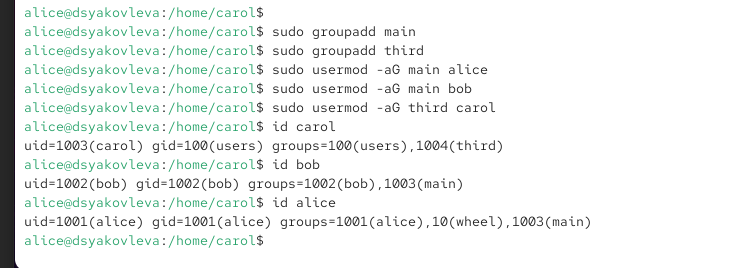 alice@dsyakovleva:/home/carol$
alice@dsyakovleva:/home/carol$ sudo groupadd main
alice@dsyakovleva:/home/carol$ sudo groupadd third
alice@dsyakovleva:/home/carol$ sudo usermod -aG main alice
alice@dsyakovleva:/home/carol$ sudo usermod -aG main bob
alice@dsyakovleva:/home/carol$ sudo usermod -aG third carol
alice@dsyakovleva:/home/carol$ id carol
uid=1003(carol) gid=100(users) groups=100(users),1004(third)
alice@dsyakovleva:/home/carol$ id bob
uid=1002(bob) gid=1002(bob) groups=1002(bob),1003(main)
alice@dsyakovleva:/home/carol$ id alice
uid=1001(alice) gid=1001(alice) groups=1001(alice),10(wheel),1003(main)
alice@dsyakovleva:/home/carol$